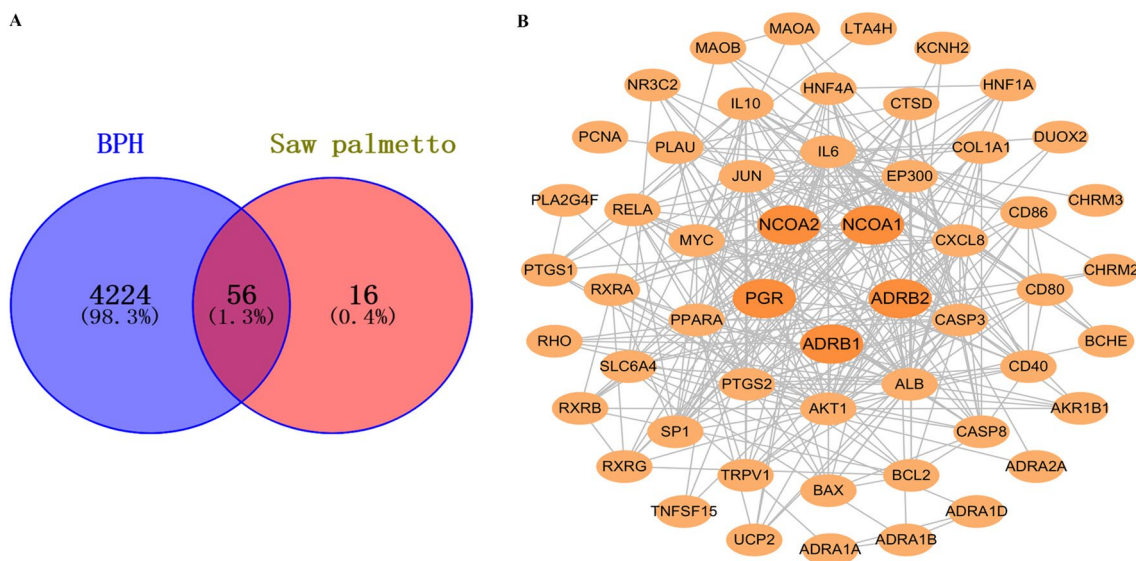 A
BPH
Saw palmetto
4224
(98.3%)
56
(1.3%)
16
(0.4%)
B
MAOA
LTA4H
MAOB
KCNH2
NR3C2
HNF4A
HNF1A
IL10
CTSD
PCNA
PLAU
IL6
COL1A1
DUOX2
JUN
EP300
PLA2G4F
RELA
CD86
CHRM3
NCOA2
NCOA1
MYC
CXCL8
PTGS1
CHRM2
RXRA
CD80
PGR
ADRB2
PPARA
CASP3
RHO
ADRB1
BCHE
SLC6A4
CD40
PTGS2
ALB
RXRB
AKT1
AKR1B1
SP1
CASP8
RXRG
TRPV1
BCL2
ADRA2A
BAX
TNFSF15
ADRA1D
UCP2
ADRA1B
ADRA1A